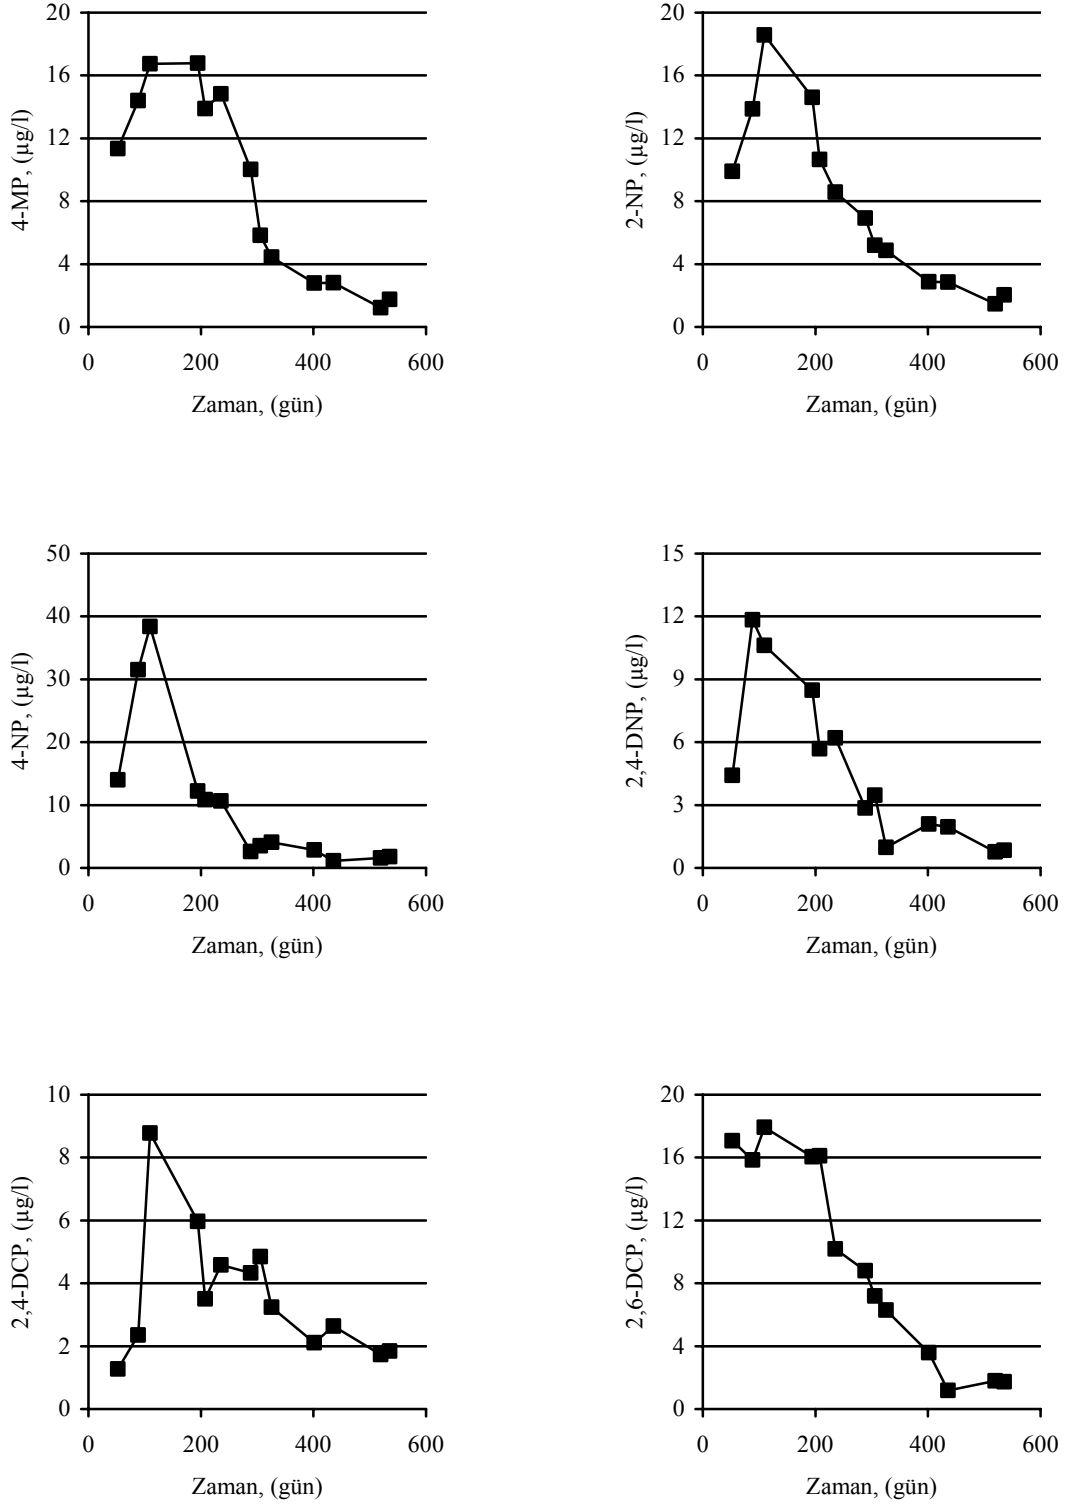 20
16
12
8
4
0
4-MP, (µg/l)
0 200 400 600
Zaman, (gün)
20
16
12
8
4
0
2-NP, (µg/l)
0 200 400 600
Zaman, (gün)
50
40
30
20
10
0
4-NP, (µg/l)
0 200 400 600
Zaman, (gün)
15
12
9
6
3
0
2,4-DNP, (µg/l)
0 200 400 600
Zaman, (gün)
10
8
6
4
2
0
2,4-DCP, (µg/l)
0 200 400 600
Zaman, (gün)
20
16
12
8
4
0
2,6-DCP, (µg/l)
0 200 400 600
Zaman, (gün)